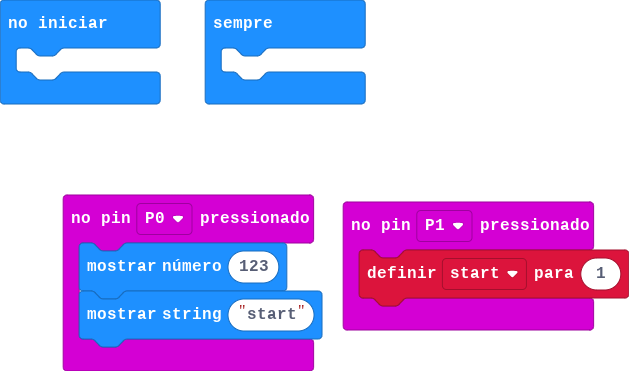 no iniciar
sempre
no pin P0 pressionado
mostrar número 123
mostrar string "start"
no pin P1 pressionado
definir start para 1